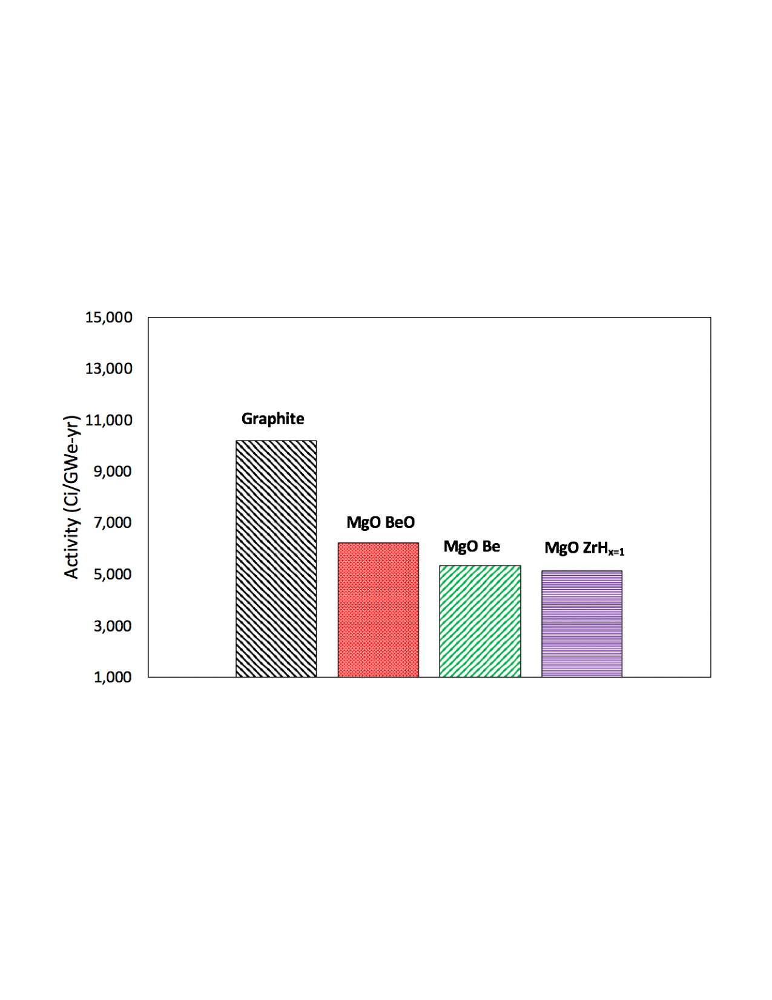 15,000
13,000
11,000
9,000
7,000
5,000
3,000
1,000
Activity (Ci/GWe-yr)
Graphite
MgO BeO
MgO Be
MgO ZrHx=1